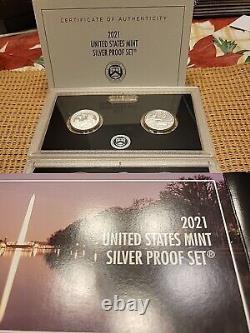 CERTIFICATE OF AUTHENTICITY
2021
UNITED STATES MINT
SILVER PROOF SET®
2021
UNITED STATES MINT
SILVER PROOF SET®